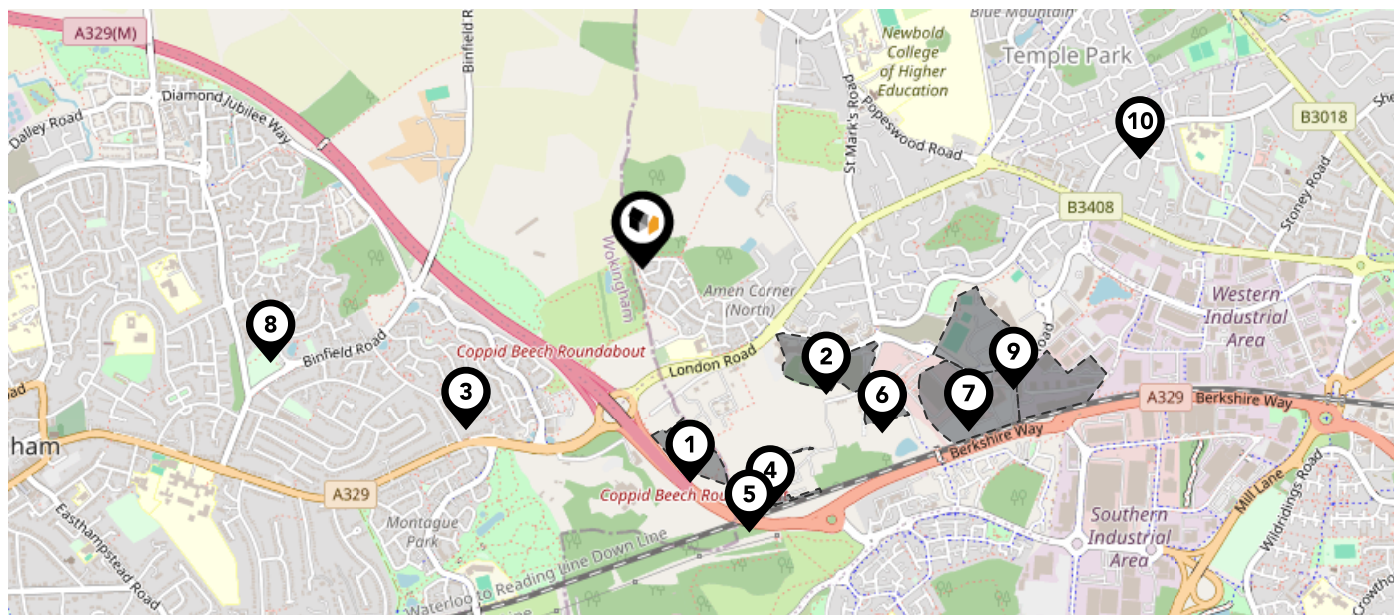 Blue Mountain
A329(M)
Binfield R
Newbold
College
of Higher
Education
Temple Park
Diamond Jubilee Way
Dalley Road
St Mark's Road
Popeswood Road
10
B3018
She
Stoney Road
B3408
Wokingham
Amen Corner
(North)
Western
Industrial
Area
8
Binfield Road
Coppid Beech Roundabout
London Road
2
9
Road
3
6
7
A329
Berkshire Way
oad
ham
1
4
5
Berkshire Way
Coppid Beech Rou
A329
Montague
Park
Easthampstead Road
Mill Lane
Wildridings Road
Southern
Industrial
Area
Waterloo to Reading Line Down Line
Line
Crowtho